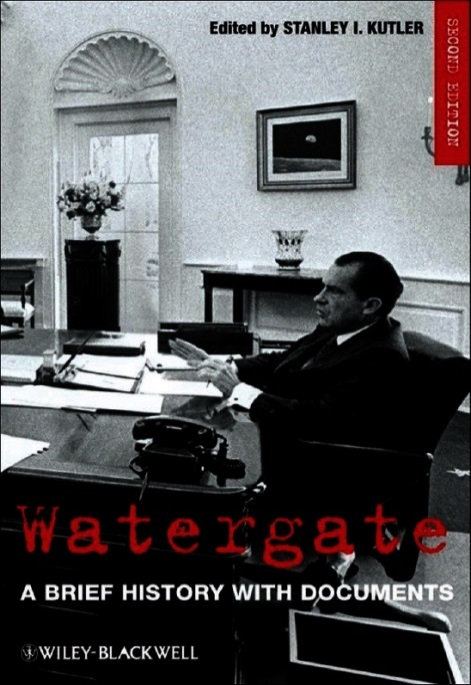 Edited by STANLEY I. KUTLER
SECOND EDITION
Watergate
A BRIEF HISTORY WITH DOCUMENTS
WILEY-BLACKWELL